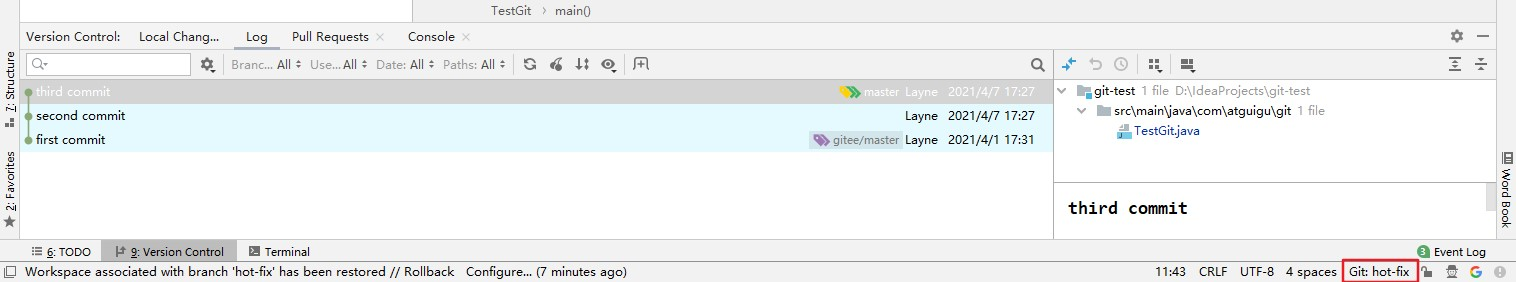 TestGit › main()
Version Control: Local Chang... Log Pull Requests × Console ×
7: Structure
2: Favorites
Branc... All Use... All Date: All Paths: All
third commit master Layne 2021/4/7 17:27
second commit Layne 2021/4/7 17:27
first commit gitee/master Layne 2021/4/1 17:31
git-test 1 file D:\IdeaProjects\git-test
src\main\java\com\atguigu\git 1 file
TestGit.java
third commit
Word Book
6: TODO 9: Version Control Terminal 3 Event Log
Workspace associated with branch 'hot-fix' has been restored // Rollback Configure... (7 minutes ago) 11:43 CRLF UTF-8 4 spaces Git: hot-fix